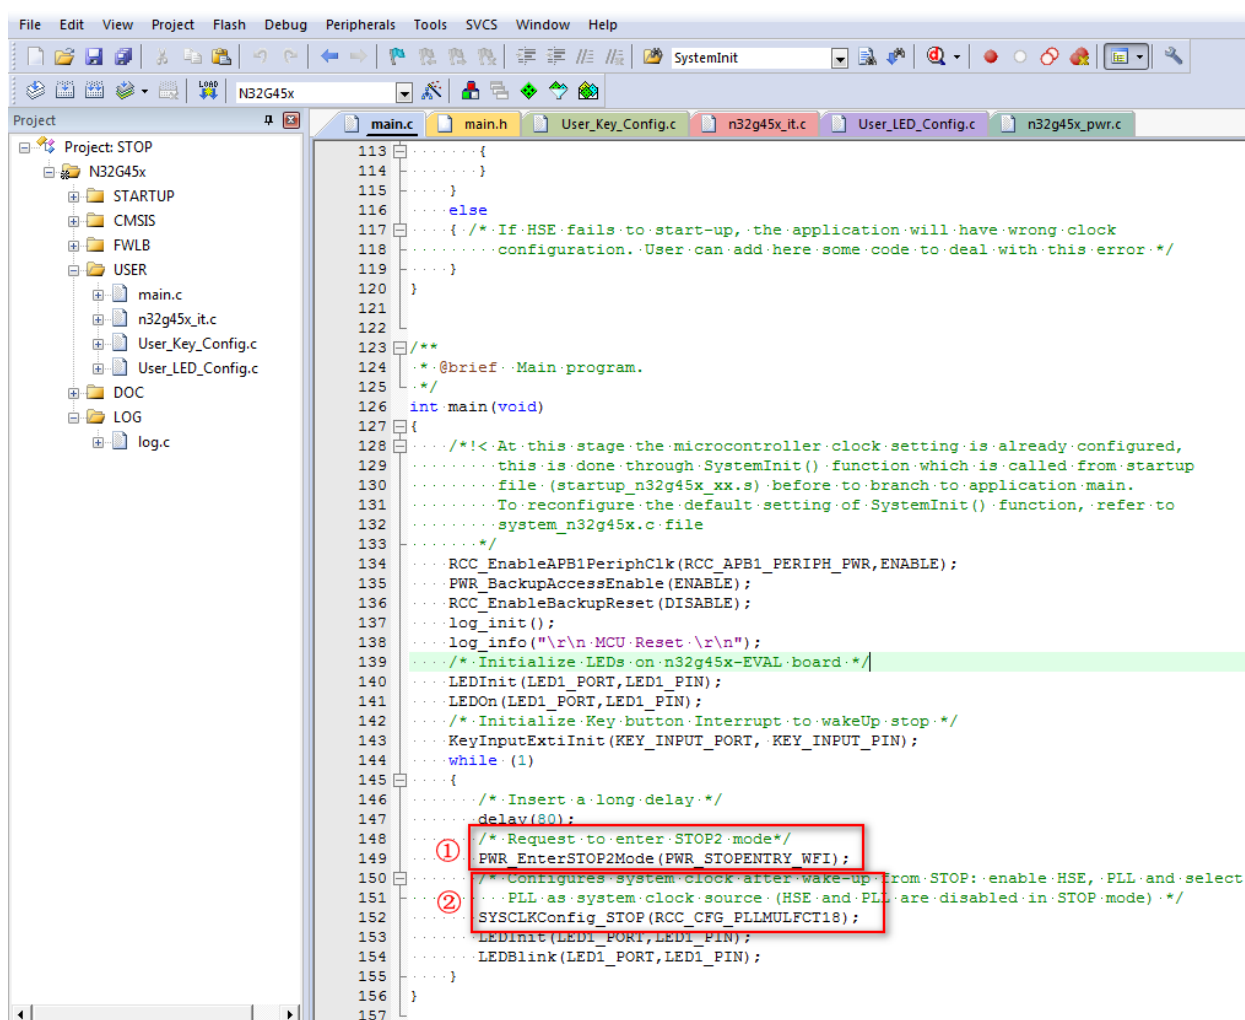 File Edit View Project Flash Debug Peripherals Tools SVCS Window Help
SystemInit
LOAD N32G45x
Project
main.c main.h User_Key_Config.c n32g45x_it.c User_LED_Config.c n32g45x_pwr.c
Project: STOP
N32G45x
STARTUP
CMSIS
FWLB
USER
main.c
n32g45x_it.c
User_Key_Config.c
User_LED_Config.c
DOC
LOG
log.c
113 {
114 }
115 }
116 else
117 { /* If HSE fails to start-up, the application will have wrong clock
118 configuration. User can add here some code to deal with this error */
119 }
120 }
121
122
123 /**
124 * @brief  Main program.
125 */
126 int main(void)
127 {
128 /*!< At this stage the microcontroller clock setting is already configured,
129 this is done through SystemInit() function which is called from startup
130 file (startup_n32g45x_xx.s) before to branch to application main.
131 To reconfigure the default setting of SystemInit() function, refer to
132 system_n32g45x.c file
133 */
134 RCC_EnableAPB1PeriphClk(RCC_APB1_PERIPH_PWR,ENABLE);
135 PWR_BackupAccessEnable(ENABLE);
136 RCC_EnableBackupReset(DISABLE);
137 log_init();
138 log_info("\r\n MCU Reset \r\n");
139 /* Initialize LEDs on n32g45x-EVAL board */
140 LEDInit(LED1_PORT,LED1_PIN);
141 LEDOn(LED1_PORT,LED1_PIN);
142 /* Initialize Key button Interrupt to wakeUp stop */
143 KeyInputExtiInit(KEY_INPUT_PORT, KEY_INPUT_PIN);
144 while (1)
145 {
146 /* Insert a long delay */
147 delay(80);
148 /* Request to enter STOP2 mode*/
① 149 PWR_EnterSTOP2Mode(PWR_STOPENTRY_WFI);
150 /* Configures system clock after wake-up from STOP: enable HSE, PLL and select
② 151 PLL as system clock source (HSE and PLL are disabled in STOP mode) */
152 SYSCLKConfig_STOP(RCC_CFG_PLLMULFCT18);
153 LEDInit(LED1_PORT,LED1_PIN);
154 LEDBlink(LED1_PORT,LED1_PIN);
155 }
156 }
157